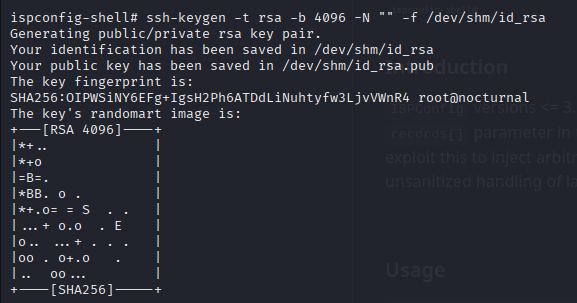 ispconfig-shell# ssh-keygen -t rsa -b 4096 -N "" -f /dev/shm/id_rsa
Generating public/private rsa key pair.
Your identification has been saved in /dev/shm/id_rsa
Your public key has been saved in /dev/shm/id_rsa.pub
The key fingerprint is:
SHA256:OIPWSiNY6EFg+IgsH2Ph6ATDdLiNuhtyfw3LjvVWnR4 root@nocturnal
The key's randomart image is:
+---[RSA 4096]----+
|*+..             |
|*+o              |
|=B=.             |
|*BB. o .         |
|*+.o= = S  . .   |
|...+ o.o  . E    |
|o..  ...+ . . .  |
|oo . o+.o   .    |
|..  oo...        |
+----[SHA256]-----+
Introduction
versions <= 3.
records[] parameter in
exploit this to inject arbitr
unsanitized handling of la
Usage